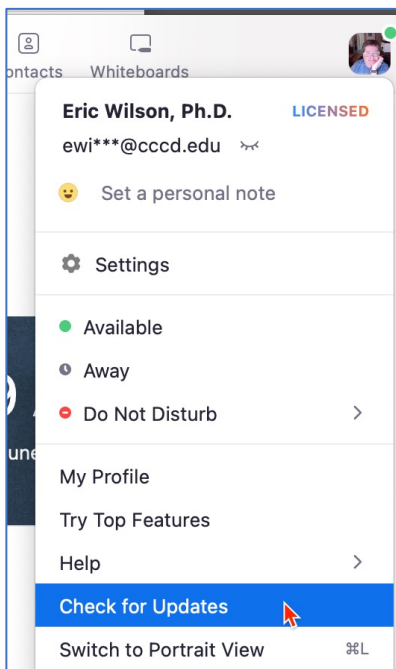 ontacts Whiteboards
Eric Wilson, Ph.D. LICENSED
ewi***@cccd.edu
Set a personal note
Settings
Available
Away
Do Not Disturb
une
My Profile
Try Top Features
Help
Check for Updates
Switch to Portrait View ⌘L